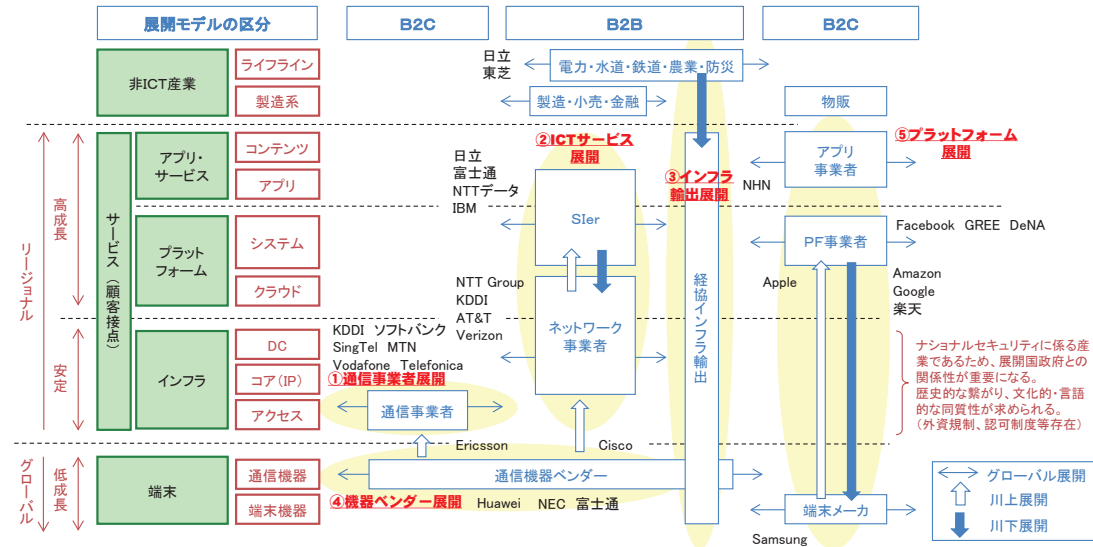 展開モデルの区分
B2C
B2B
B2C
非ICT産業
ライフライン
製造系
日立
東芝
電力・水道・鉄道・農業・防災
製造・小売・金融
物販
リージョナル
高成長
安定
サービス（顧客接点）
アプリ・
サービス
コンテンツ
アプリ
プラット
フォーム
システム
クラウド
インフラ
DC
コア（IP）
アクセス
②ICTサービス
展開
日立
富士通
NTTデータ
IBM
SIer
NTT Group
KDDI
AT&T
Verizon
ネットワーク
事業者
③インフラ
輸出展開
経協インフラ輸出
⑤プラットフォーム
展開
アプリ
事業者
NHN
PF事業者
Facebook GREE DeNA
Apple
Amazon
Google
楽天
KDDI ソフトバンク
SingTel MTN
Vodafone Telefonica
①通信事業者展開
通信事業者
ナショナルセキュリティに係る産
業であるため、展開国政府との
関係性が重要になる。
歴史的な繋がり、文化的・言語
的な同質性が求められる。
（外資規制、認可制度等存在）
Ericsson
Cisco
グローバル
低成長
端末
通信機器
端末機器
通信機器ベンダー
④機器ベンダー展開
Huawei NEC 富士通
端末メーカ
Samsung
グローバル展開
川上展開
川下展開